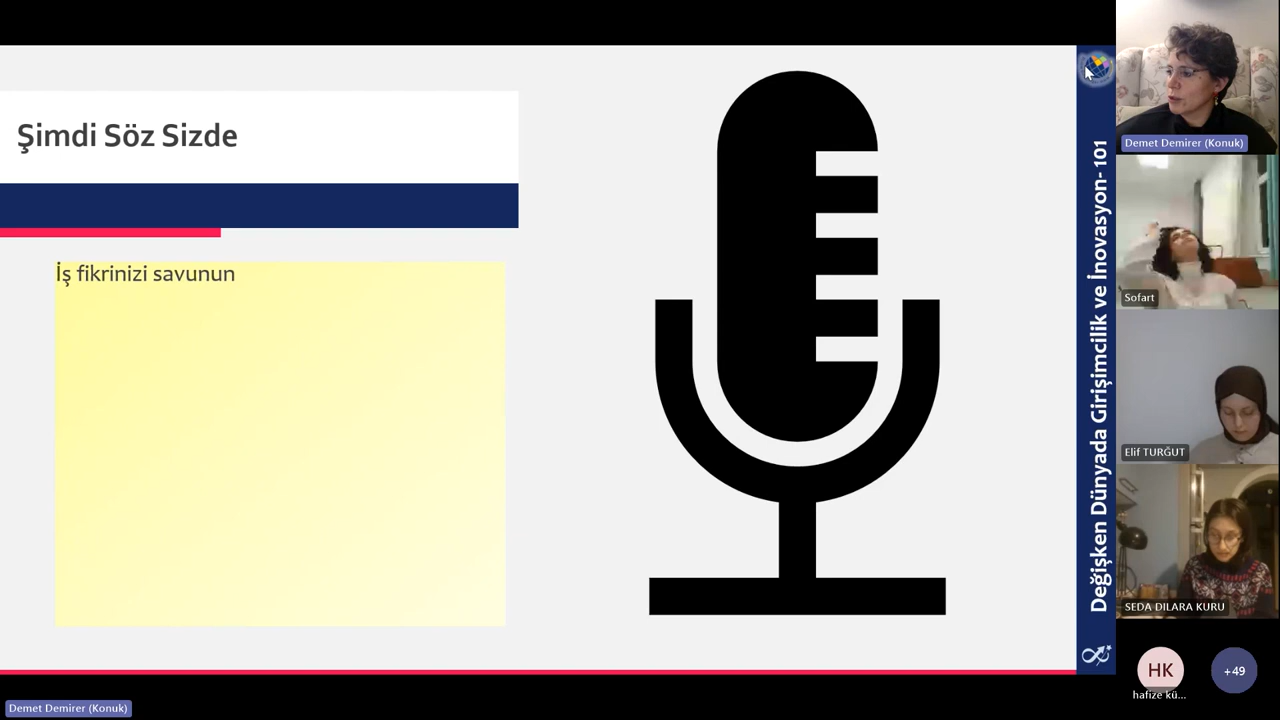 Şimdi Söz Sizde
İş fikrinizi savunun
Değişken Dünyada Girişimcilik ve İnovasyon- 101
Demet Demirer (Konuk)
Sofart
Elif TURĞUT
SEDA DILARA KURU
HK
hafize kü...
+49
Demet Demirer (Konuk)